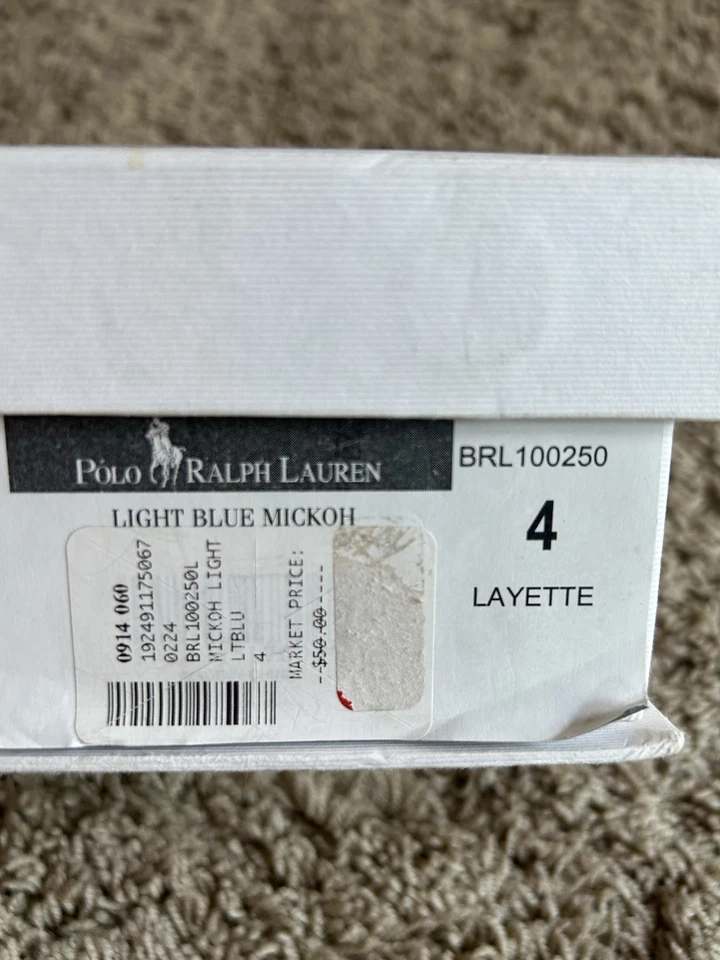 POLO RALPH LAUREN
BRL100250
4
LAYETTE
LIGHT BLUE MICKOH
0914 060
192491175067
0224
BRL100250L
MICKOH LIGHT
LTBLU
4
MARKET PRICE:
--$50.00----